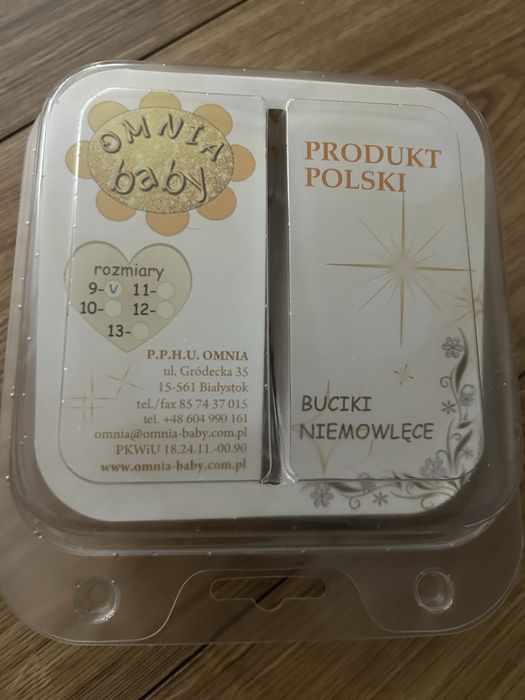 OMNIA
baby
rozmiary
9- V 11-
10- 12-
13-
P.P.H.U. OMNIA
ul. Gródecka 35
15-561 Białystok
tel./fax 85 74 37 015
tel. +48 604 990 161
omnia@omnia-baby.com.pl
PKWiU 18.24.11.-00.90
www.omnia-baby.com.pl
PRODUKT
POLSKI
BUCIKI
NIEMOWLĘCE